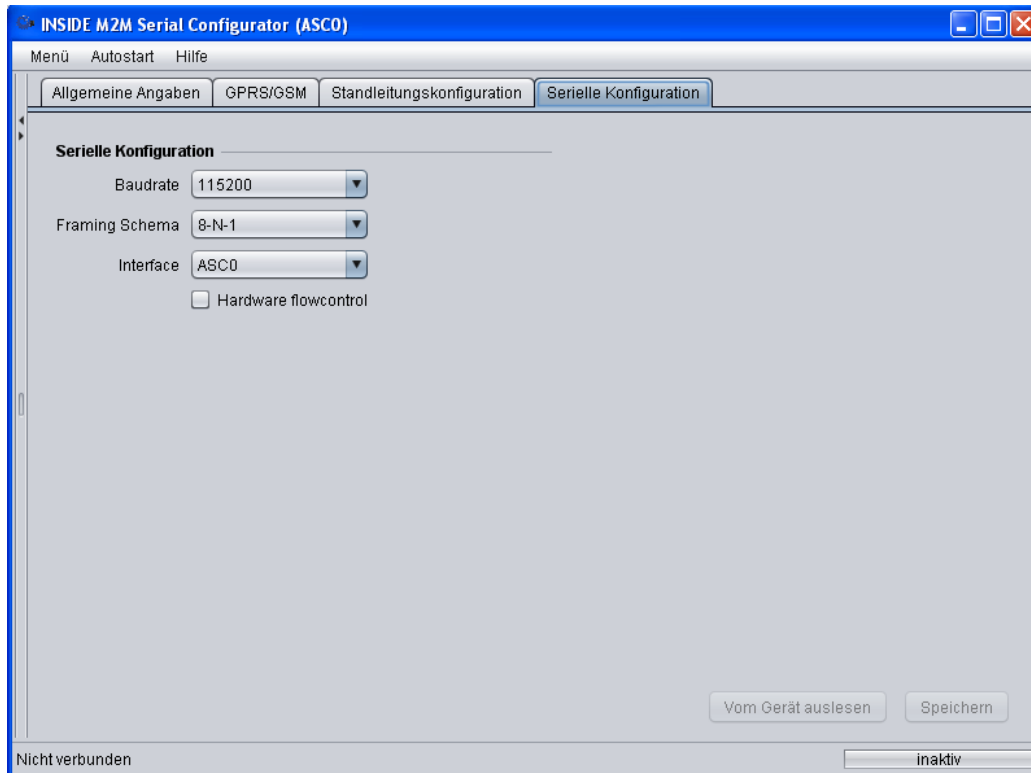 INSIDE M2M Serial Configurator (ASC0)
Menü Autostart Hilfe
Allgemeine Angaben GPRS/GSM Standleitungskonfiguration Serielle Konfiguration
Serielle Konfiguration
Baudrate 115200
Framing Schema 8-N-1
Interface ASC0
Hardware flowcontrol
Vom Gerät auslesen Speichern
Nicht verbunden inaktiv